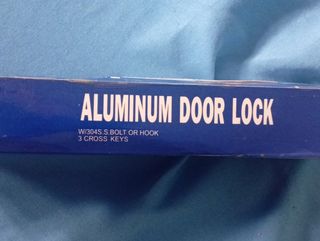 ALUMINUM DOOR LOCK
W/304S.S.BOLT OR HOOK
3 CROSS KEYS